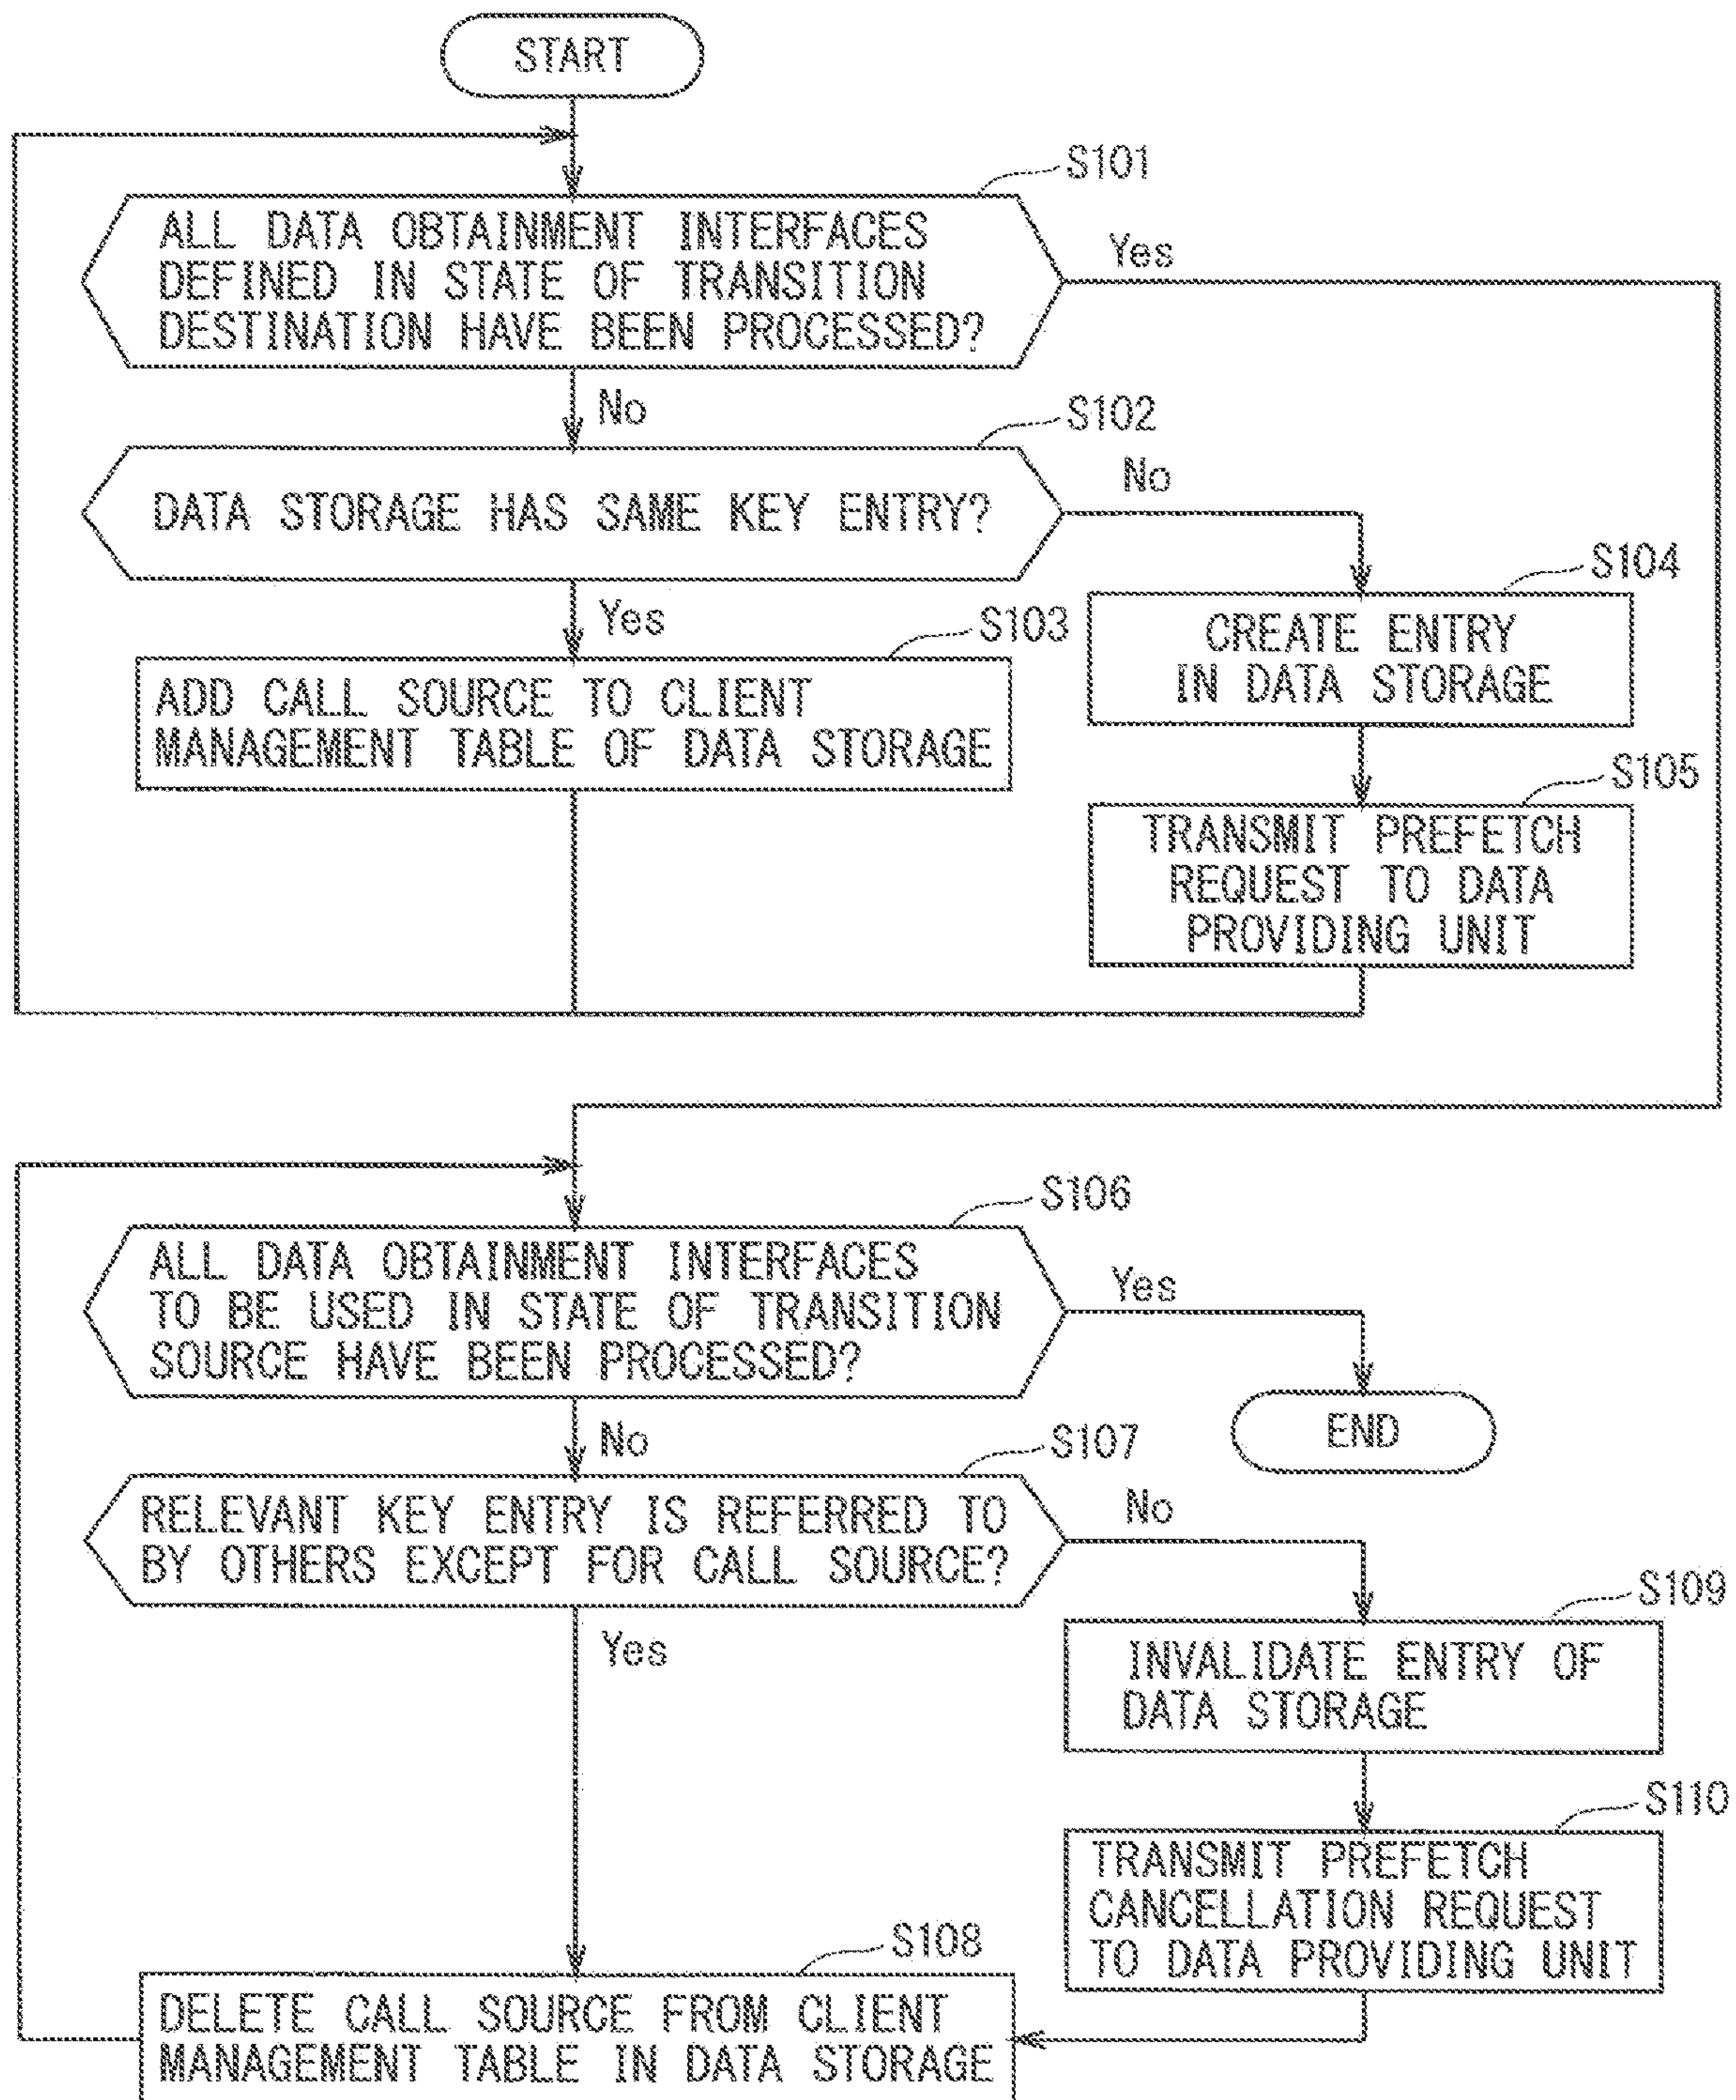 START
S101
ALL DATA OBTAINMENT INTERFACES
DEFINED IN STATE OF TRANSITION
DESTINATION HAVE BEEN PROCESSED?
Yes
No
S102
DATA STORAGE HAS SAME KEY ENTRY?
No
Yes
S103
ADD CALL SOURCE TO CLIENT
MANAGEMENT TABLE OF DATA STORAGE
S104
CREATE ENTRY
IN DATA STORAGE
S105
TRANSMIT PREFETCH
REQUEST TO DATA
PROVIDING UNIT
S106
ALL DATA OBTAINMENT INTERFACES
TO BE USED IN STATE OF TRANSITION
SOURCE HAVE BEEN PROCESSED?
Yes
END
No
S107
RELEVANT KEY ENTRY IS REFERRED TO
BY OTHERS EXCEPT FOR CALL SOURCE?
No
Yes
S109
INVALIDATE ENTRY OF
DATA STORAGE
S110
TRANSMIT PREFETCH
CANCELLATION REQUEST
TO DATA PROVIDING UNIT
S108
DELETE CALL SOURCE FROM CLIENT
MANAGEMENT TABLE IN DATA STORAGE